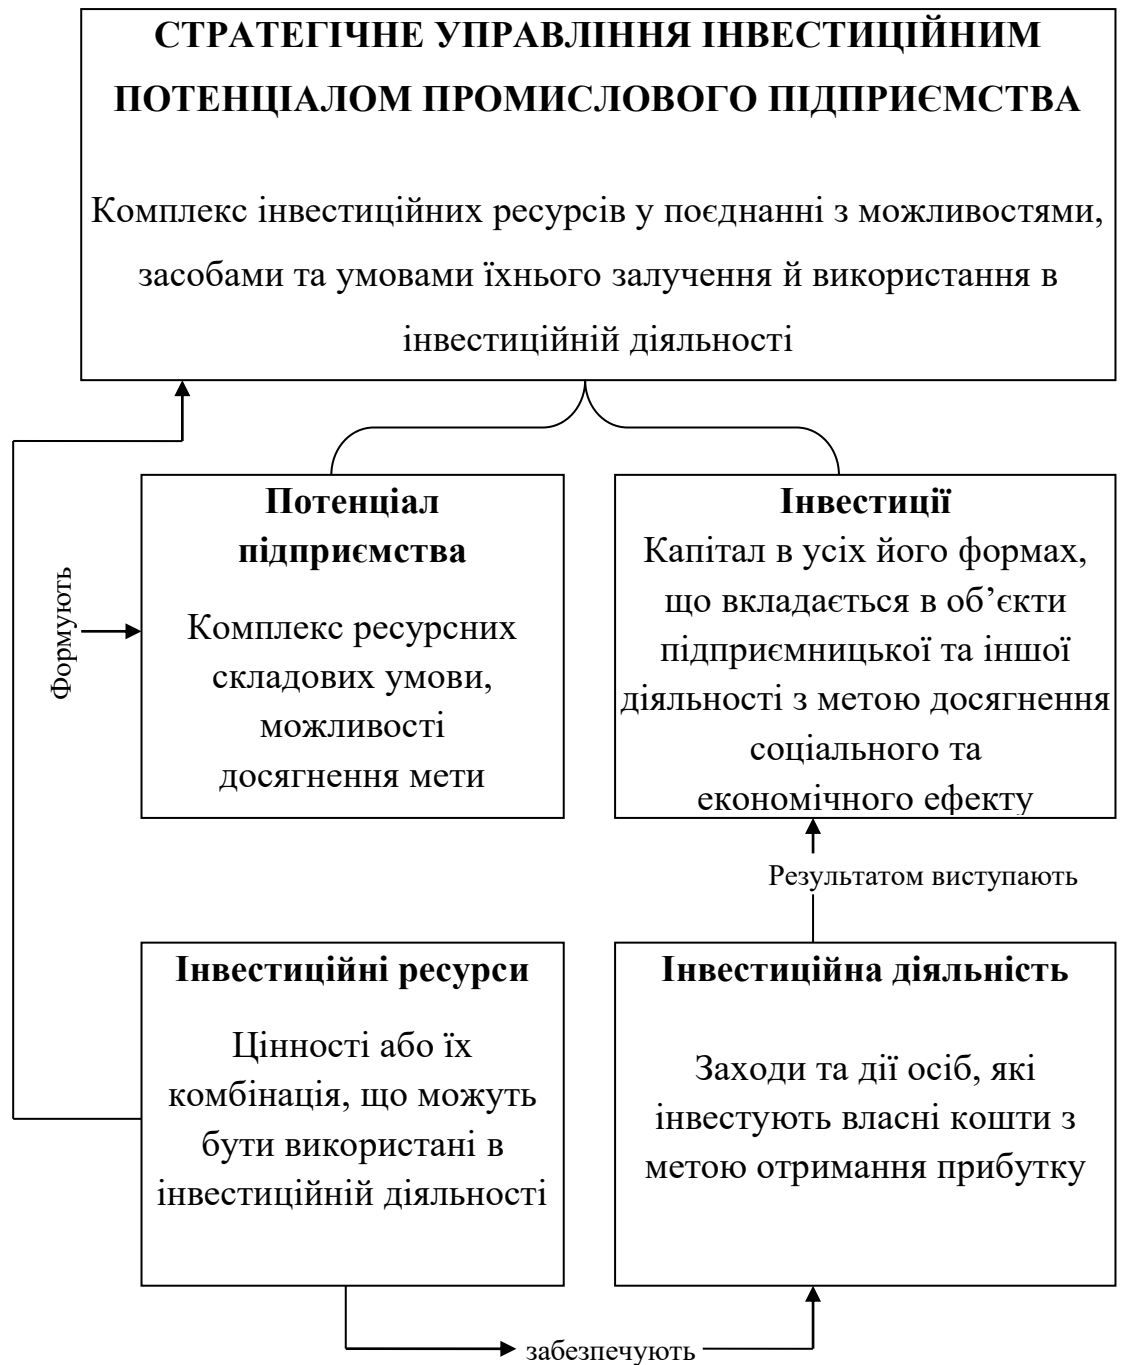 СТРАТЕГІЧНЕ УПРАВЛІННЯ ІНВЕСТИЦІЙНИМ
ПОТЕНЦІАЛОМ ПРОМИСЛОВОГО ПІДПРИЄМСТВА
Комплекс інвестиційних ресурсів у поєднанні з можливостями,
засобами та умовами їхнього залучення й використання в
інвестиційній діяльності
Потенціал
підприємства
Комплекс ресурсних
складових умови,
можливості
досягнення мети
Інвестиції
Капітал в усіх його формах,
що вкладається в об’єкти
підприємницької та іншої
діяльності з метою досягнення
соціального та
економічного ефекту
Формують
Результатом виступають
Інвестиційні ресурси
Цінності або їх
комбінація, що можуть
бути використані в
інвестиційній діяльності
Інвестиційна діяльність
Заходи та дії осіб, які
інвестують власні кошти з
метою отримання прибутку
забезпечують